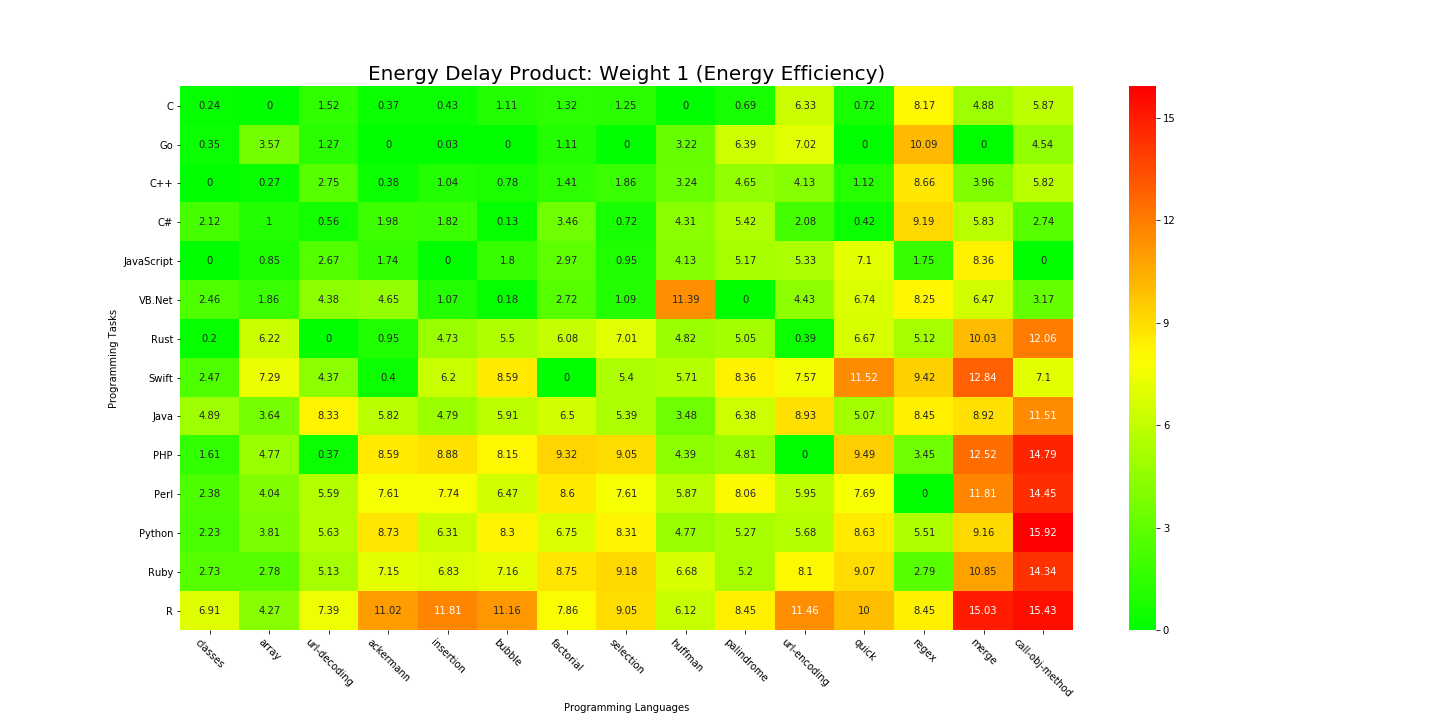 Energy Delay Product: Weight 1 (Energy Efficiency)
C 0.24 0 1.52 0.37 0.43 1.11 1.32 1.25 0 0.69 6.33 0.72 8.17 4.88 5.87
Go 0.35 3.57 1.27 0 0.03 0 1.11 0 3.22 6.39 7.02 0 10.09 0 4.54
C++ 0 0.27 2.75 0.38 1.04 0.78 1.41 1.86 3.24 4.65 4.13 1.12 8.66 3.96 5.82
C# 2.12 1 0.56 1.98 1.82 0.13 3.46 0.72 4.31 5.42 2.08 0.42 9.19 5.83 2.74
JavaScript 0 0.85 2.67 1.74 0 1.8 2.97 0.95 4.13 5.17 5.33 7.1 1.75 8.36 0
VB.Net 2.46 1.86 4.38 4.65 1.07 0.18 2.72 1.09 11.39 0 4.43 6.74 8.25 6.47 3.17
Rust 0.2 6.22 0 0.95 4.73 5.5 6.08 7.01 4.82 5.05 0.39 6.67 5.12 10.03 12.06
Swift 2.47 7.29 4.37 0.4 6.2 8.59 0 5.4 5.71 8.36 7.57 11.52 9.42 12.84 7.1
Java 4.89 3.64 8.33 5.82 4.79 5.91 6.5 5.39 3.48 6.38 8.93 5.07 8.45 8.92 11.51
PHP 1.61 4.77 0.37 8.59 8.88 8.15 9.32 9.05 4.39 4.81 0 9.49 3.45 12.52 14.79
Perl 2.38 4.04 5.59 7.61 7.74 6.47 8.6 7.61 5.87 8.06 5.95 7.69 0 11.81 14.45
Python 2.23 3.81 5.63 8.73 6.31 8.3 6.75 8.31 4.77 5.27 5.68 8.63 5.51 9.16 15.92
Ruby 2.73 2.78 5.13 7.15 6.83 7.16 8.75 9.18 6.68 5.2 8.1 9.07 2.79 10.85 14.34
R 6.91 4.27 7.39 11.02 11.81 11.16 7.86 9.05 6.12 8.45 11.46 10 8.45 15.03 15.43
classes array url-decoding ackermann insertion bubble factorial selection huffman palindrome url-encoding quick regex merge call-obj-method
Programming Languages
Programming Tasks
15
12
9
6
3
0